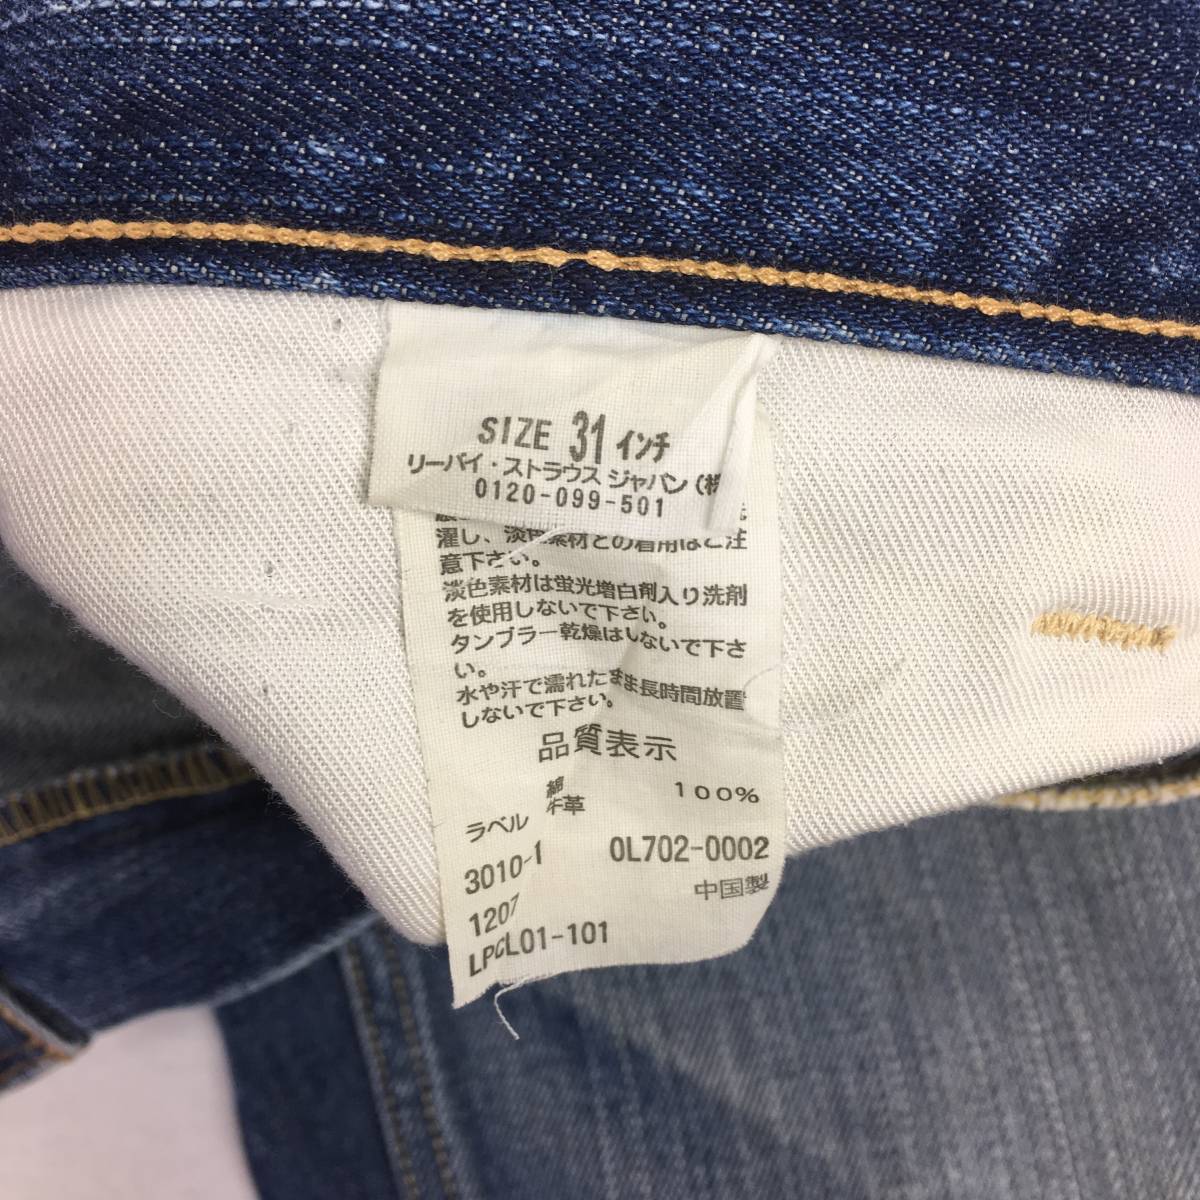 SIZE 31 インチ
リーバイ・ストラウス ジャパン(株
0120-099-501
濯し、淡色素材との着用はご注
意下さい。
淡色素材は蛍光増白剤入り洗剤
を使用しないで下さい。
タンブラー乾燥はしないで下さ
い。
水や汗で濡れたまま長時間放置
しないで下さい。
品質表示
綿 100%
ラベル 牛革
3010-1 0L702-0002
1207 中国製
LPCL01-101